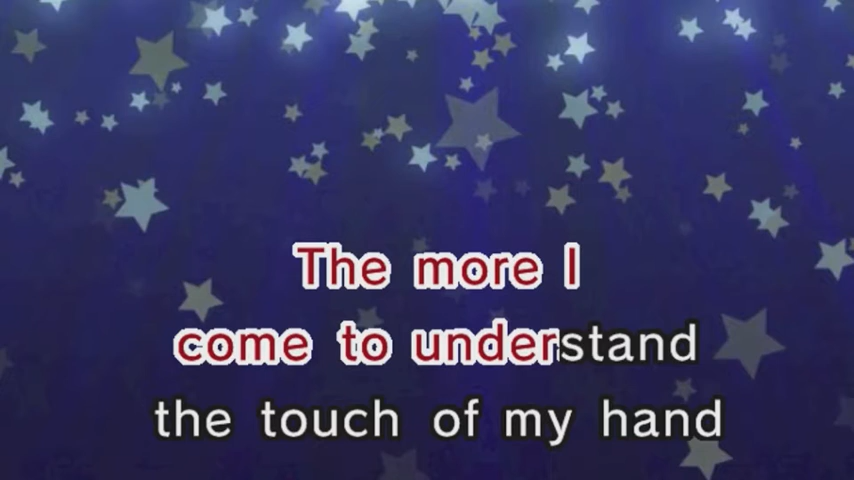 The more I
come to understand
the touch of my hand